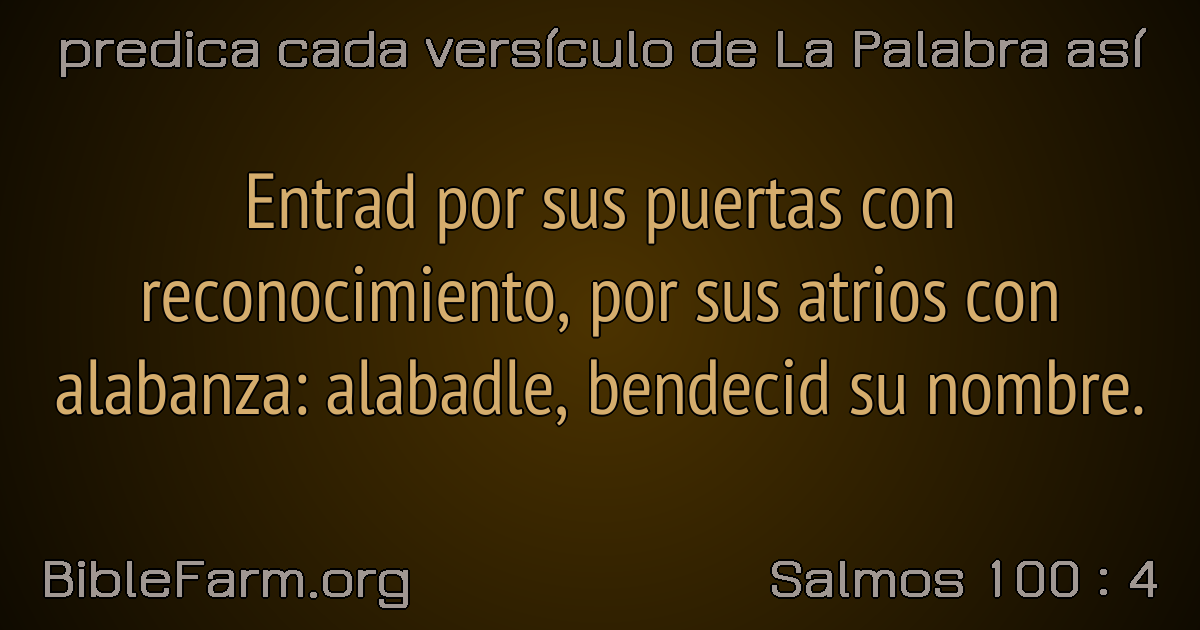 predica cada versículo de La Palabra así
Entrad por sus puertas con
reconocimiento, por sus atrios con
alabanza: alabadle, bendecid su nombre.
BibleFarm.org
Salmos 100 : 4